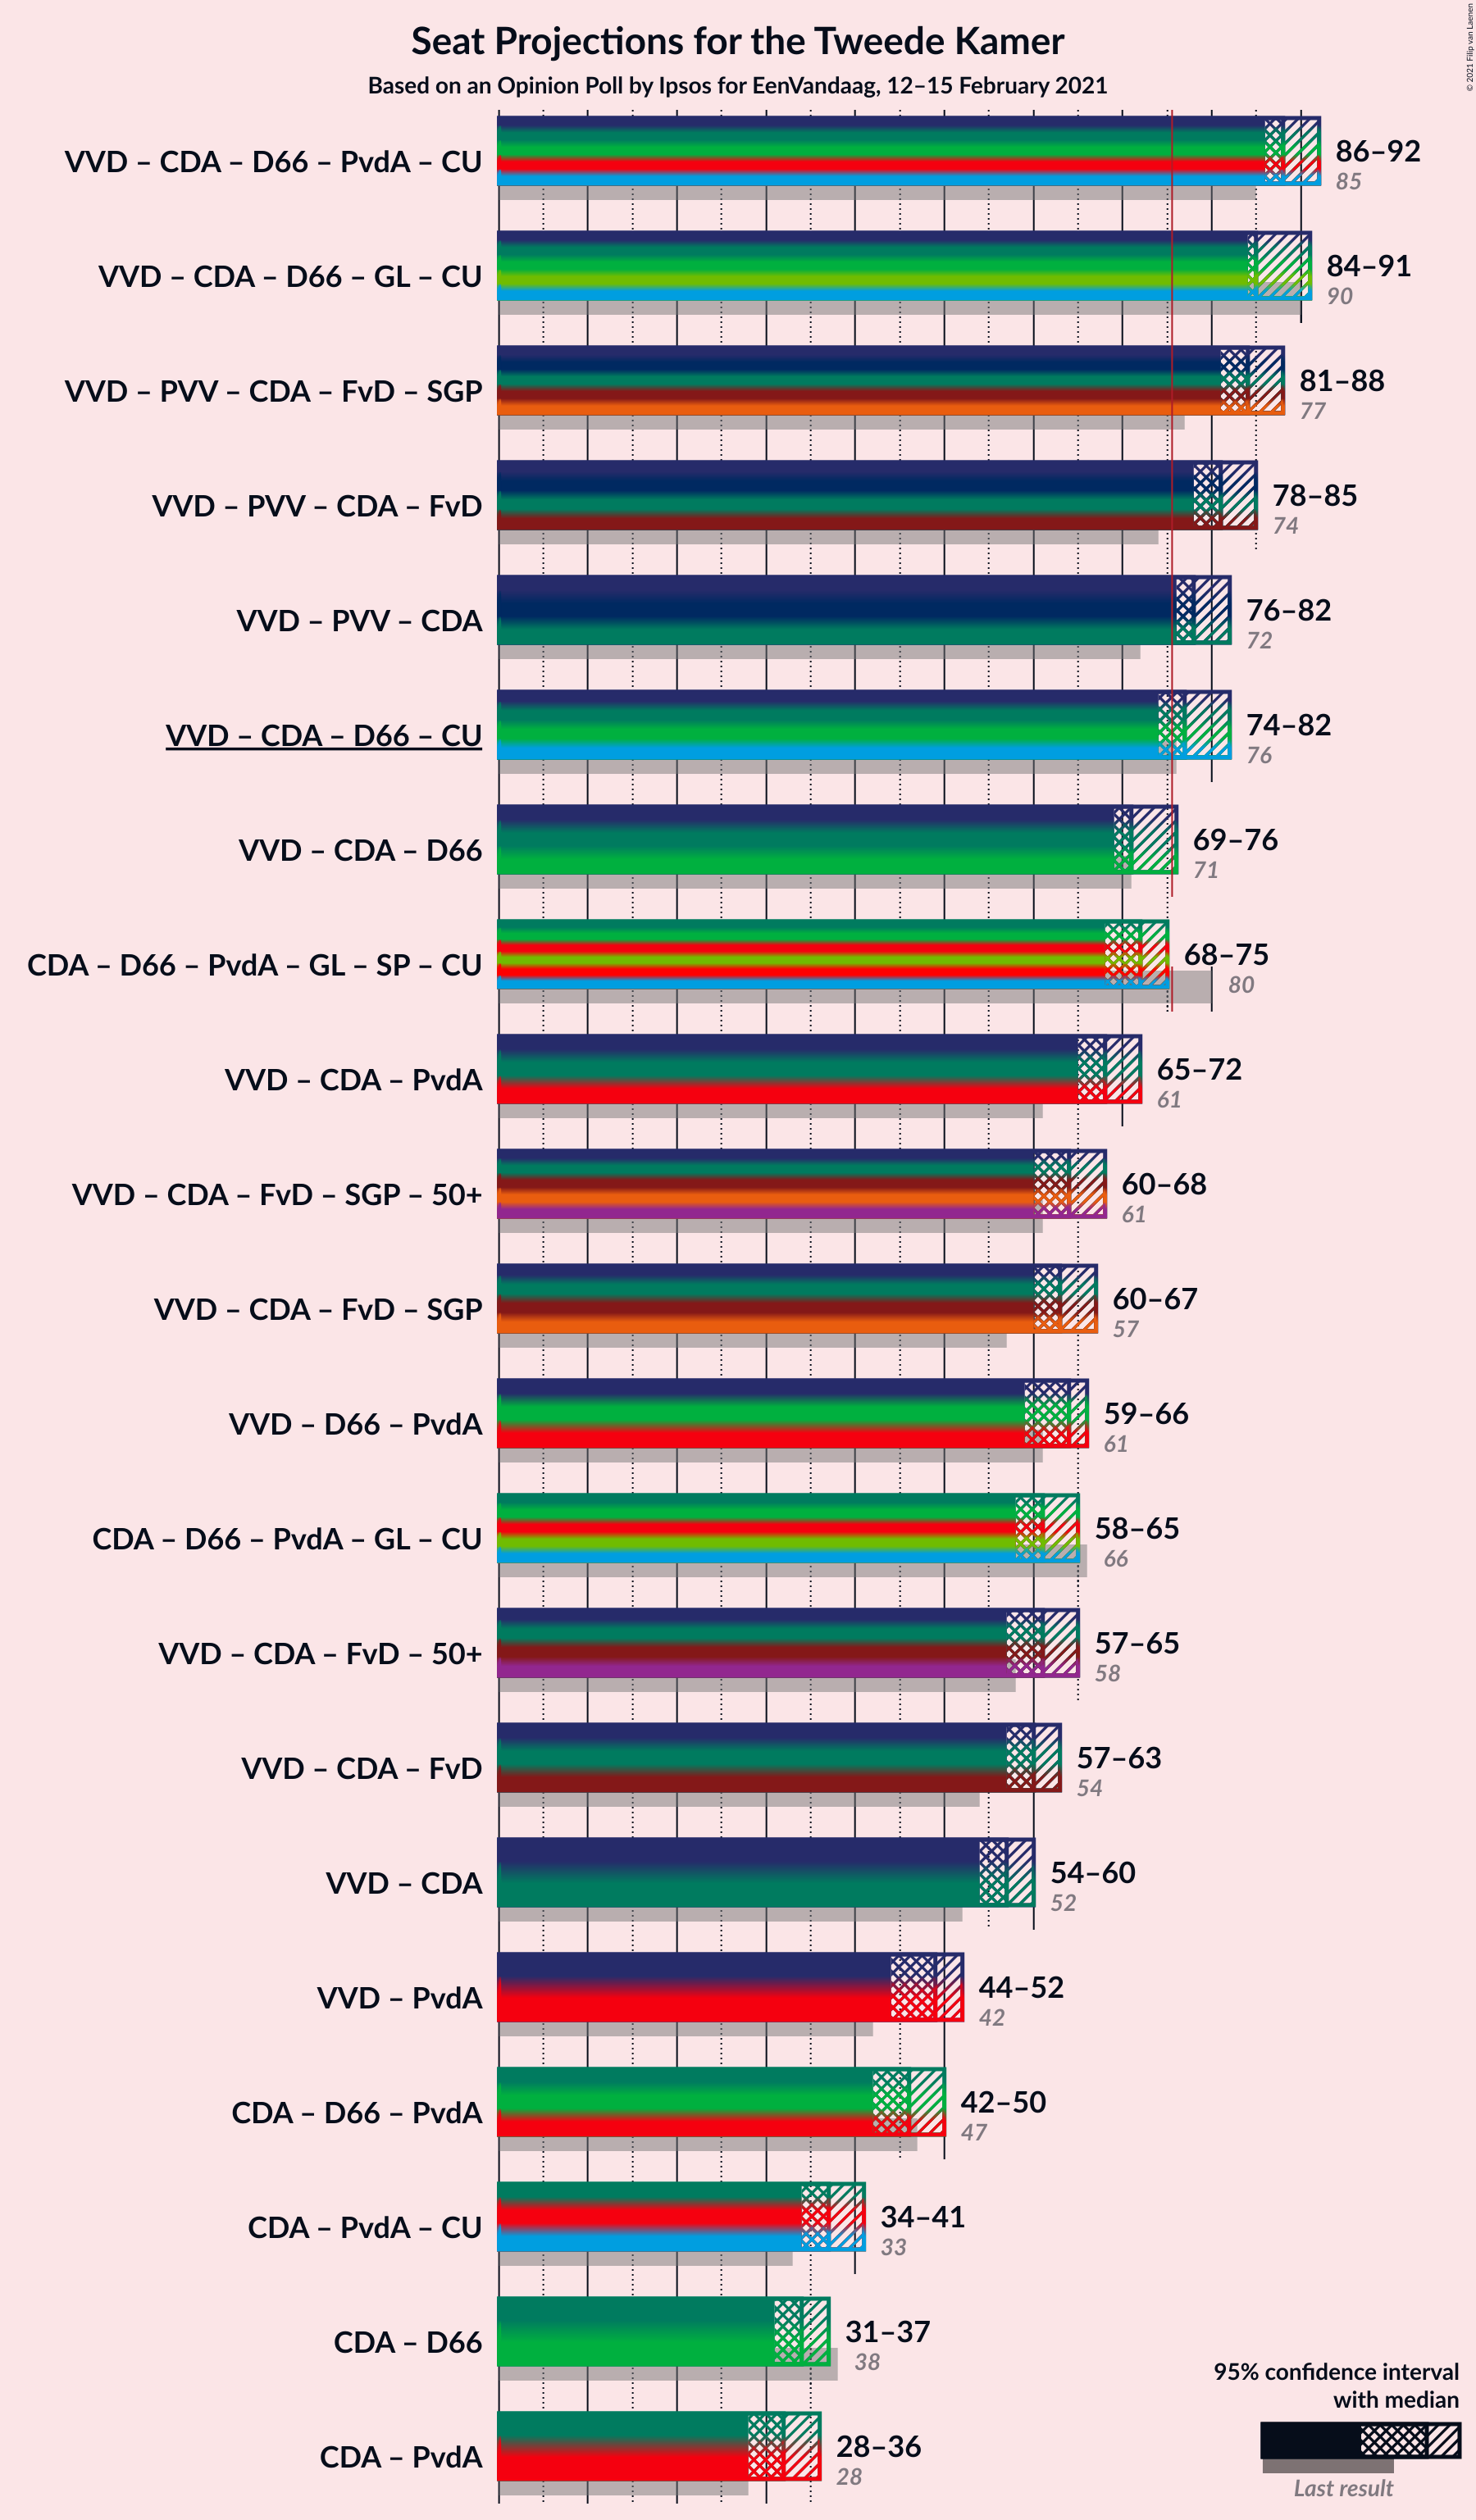 Seat Projections for the Tweede Kamer
Based on an Opinion Poll by Ipsos for EenVandaag, 12–15 February 2021
© 2021 Filip van Laenen
VVD – CDA – D66 – PvdA – CU
86–92
85
VVD – CDA – D66 – GL – CU
84–91
90
VVD – PVV – CDA – FvD – SGP
81–88
77
VVD – PVV – CDA – FvD
78–85
74
VVD – PVV – CDA
76–82
72
VVD – CDA – D66 – CU
74–82
76
VVD – CDA – D66
69–76
71
CDA – D66 – PvdA – GL – SP – CU
68–75
80
VVD – CDA – PvdA
65–72
61
VVD – CDA – FvD – SGP – 50+
60–68
61
VVD – CDA – FvD – SGP
60–67
57
VVD – D66 – PvdA
59–66
61
CDA – D66 – PvdA – GL – CU
58–65
66
VVD – CDA – FvD – 50+
57–65
58
VVD – CDA – FvD
57–63
54
VVD – CDA
54–60
52
VVD – PvdA
44–52
42
CDA – D66 – PvdA
42–50
47
CDA – PvdA – CU
34–41
33
CDA – D66
31–37
38
CDA – PvdA
28–36
28
95% confidence interval
with median
Last result